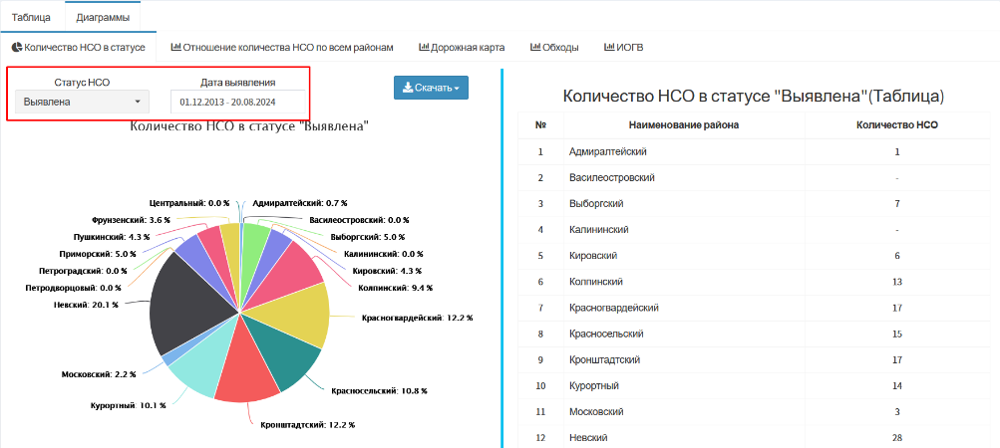 Таблица Диаграммы
Количество НСО в статусе Отношение количества НСО по всем районам Дорожная карта Обходы ИОГВ
Статус НСО Дата выявления
Выявлена 01.12.2013 - 20.08.2024
Скачать
Количество НСО в статусе "Выявлена"
Центральный: 0.0 % Адмиралтейский: 0.7 %
Фрунзенский: 3.6 % Василеостровский: 0.0 %
Пушкинский: 4.3 % Выборгский: 5.0 %
Приморский: 5.0 % Калининский: 0.0 %
Петроградский: 0.0 % Кировский: 4.3 %
Петродворцовый: 0.0 % Колпинский: 9.4 %
Невский: 20.1 % Красногвардейский: 12.2 %
Московский: 2.2 % Красносельский: 10.8 %
Курортный: 10.1 % Кронштадтский: 12.2 %
Количество НСО в статусе "Выявлена"(Таблица)
№ Наименование района Количество НСО
1 Адмиралтейский 1
2 Василеостровский -
3 Выборгский 7
4 Калининский -
5 Кировский 6
6 Колпинский 13
7 Красногвардейский 17
8 Красносельский 15
9 Кронштадтский 17
10 Курортный 14
11 Московский 3
12 Невский 28